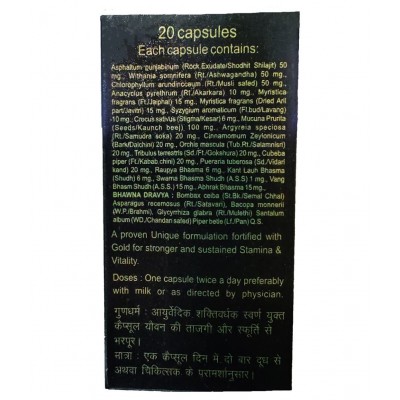 20 capsules
Each capsule contains:
Asphaltum punjabinum (Rock.Exudate/Shodhit Shilajit) 50
mg., Withania somnifera (Rt./Ashwagandha) 50 mg.,
Chlorophytum arundinceaum (Rt./Musli safed) 50 mg.,
Anacyclus pyrethrum (Rt./Akarkara) 10 mg., Myristica
fragrans (Ft/Jaiphal) 15 mg., Myristica fragrans (Dried Aril
part/Javitri) 15 mg., Syzygium aromaticum (Fl.bud/Lavang)
10 mg., Crocus sativus (Stigma/Kesar) 6 mg., Mucuna Prurita
(Seeds/Kaunch beej) 100 mg., Argyreia speciosa
(Rt./Samudra soka) 20 mg., Cinnamomum Zeylonicum
(Bark/Dalchini) 20 mg., Orchis mascula (Tub.Rt./Salammisri)
20 mg., Tribulus terrestris (Sd./Ft./Gokshura) 20 mg., Cubeba
piper (Ft./Kabab chini) 20 mg., Pueraria tuberosa (Sd./Vidari
kand) 20 mg., Raupya Bhasma 6 mg., Kant Lauh Bhasma
(Shudh) 6 mg., Swarna Bhasma Shudh (A.S.S.) 1 mg., Vang
Bhasm Shudh (A.S.S.) 15 mg., Abhrak Bhasma 15 mg.,
BHAWNA DRAVYA : Bombax ceiba (St.Bk./Semel Chhal)
Asparagus recemosus (Rt./Satavari), Bacopa monnerii
(W.P./Brahmi), Glycyrrhiza glabra (Rt./Mulethi) Santalum
album (WD./Chandan safed) Piper betle (Lf./Pan) Q.S.
A proven Unique formulation fortified with
Gold for stronger and sustained Stamina &
Vitality.
Doses : One capsule twice a day preferably
with milk or as directed by physician.
गुणधर्म : आयुर्वेदिक शक्तिवर्धक स्वर्ण युक्त
कैप्सूल यौवन की ताजगी और स्फूर्ति से
भरपूर।
मात्रा : एक कैप्सूल दिन में दो बार दूध से
अथवा चिकित्सक के परामर्शानुसार।